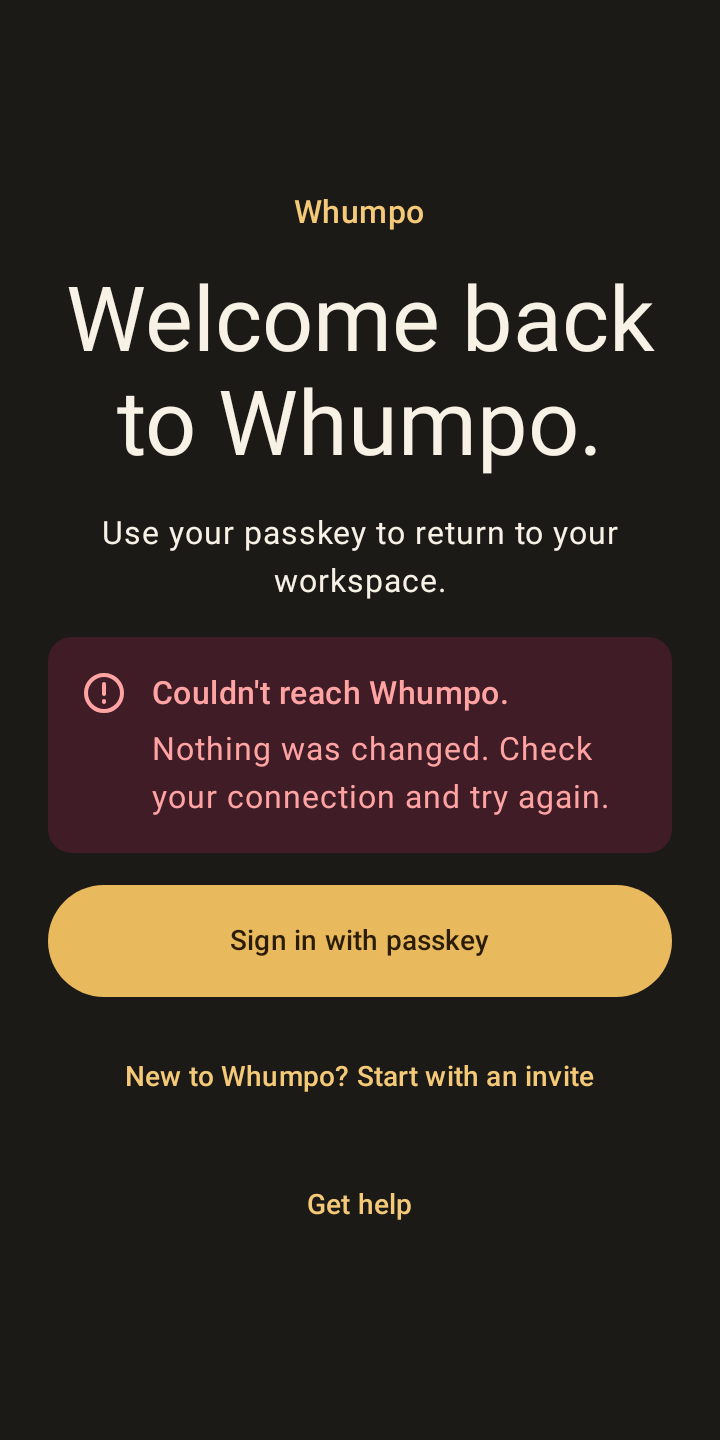 Whumpo
Welcome back
to Whumpo.
Use your passkey to return to your
workspace.
Couldn't reach Whumpo.
Nothing was changed. Check
your connection and try again.
Sign in with passkey
New to Whumpo? Start with an invite
Get help